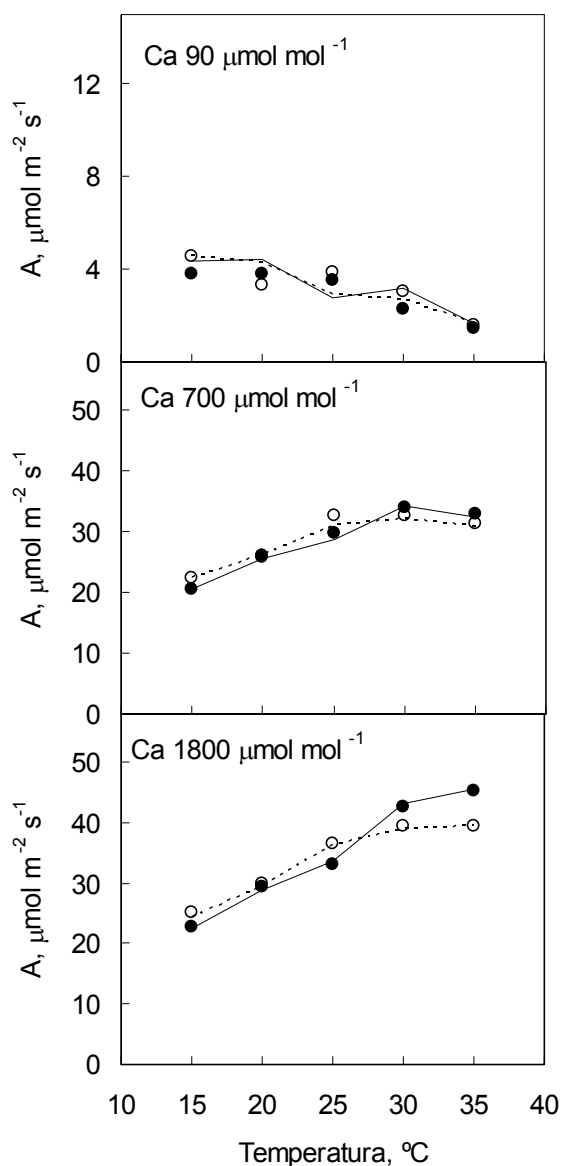 Ca 90 μmol mol ⁻¹
A, μmol m⁻² s⁻¹
12
8
4
0
Ca 700 μmol mol ⁻¹
A, μmol m⁻² s⁻¹
50
40
30
20
10
0
Ca 1800 μmol mol ⁻¹
A, μmol m⁻² s⁻¹
50
40
30
20
10
0
10 15 20 25 30 35 40
Temperatura, ºC